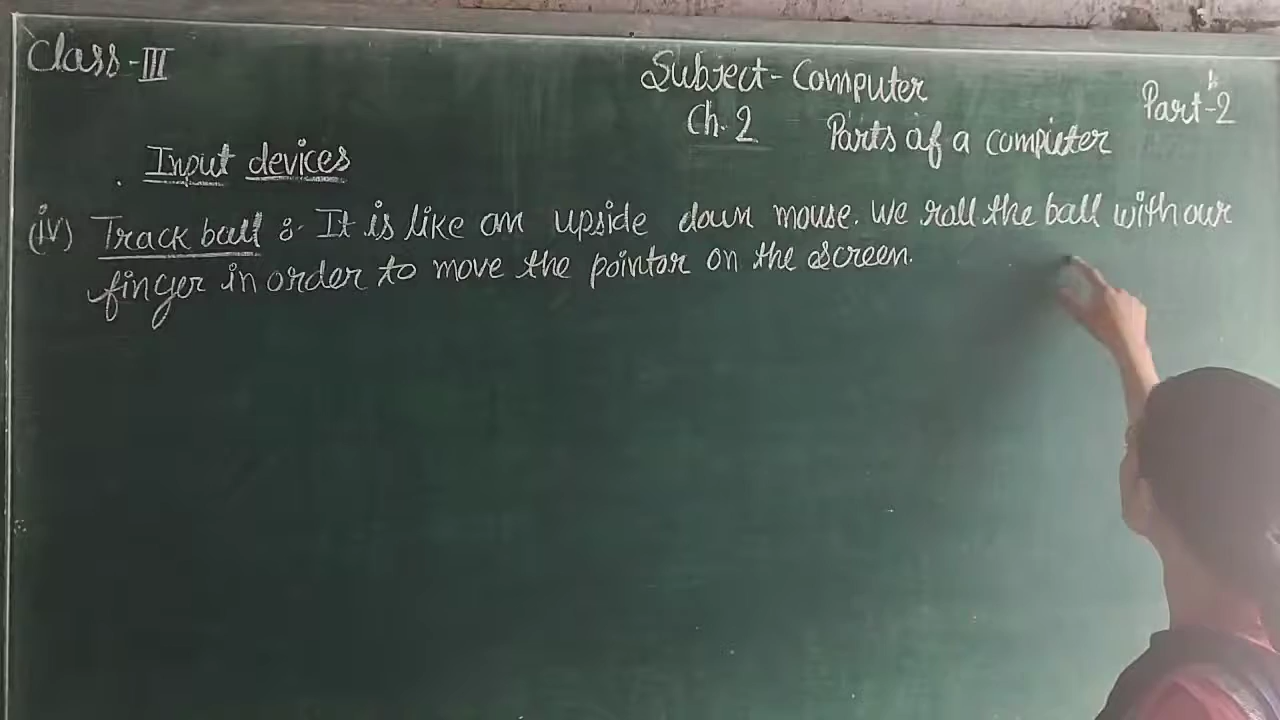 Class-III
Subject- Computer
Part-2
Ch. 2 Parts of a computer
Input devices
(iv) Track ball :- It is like an upside down mouse. We roll the ball with our
finger in order to move the pointor on the screen.